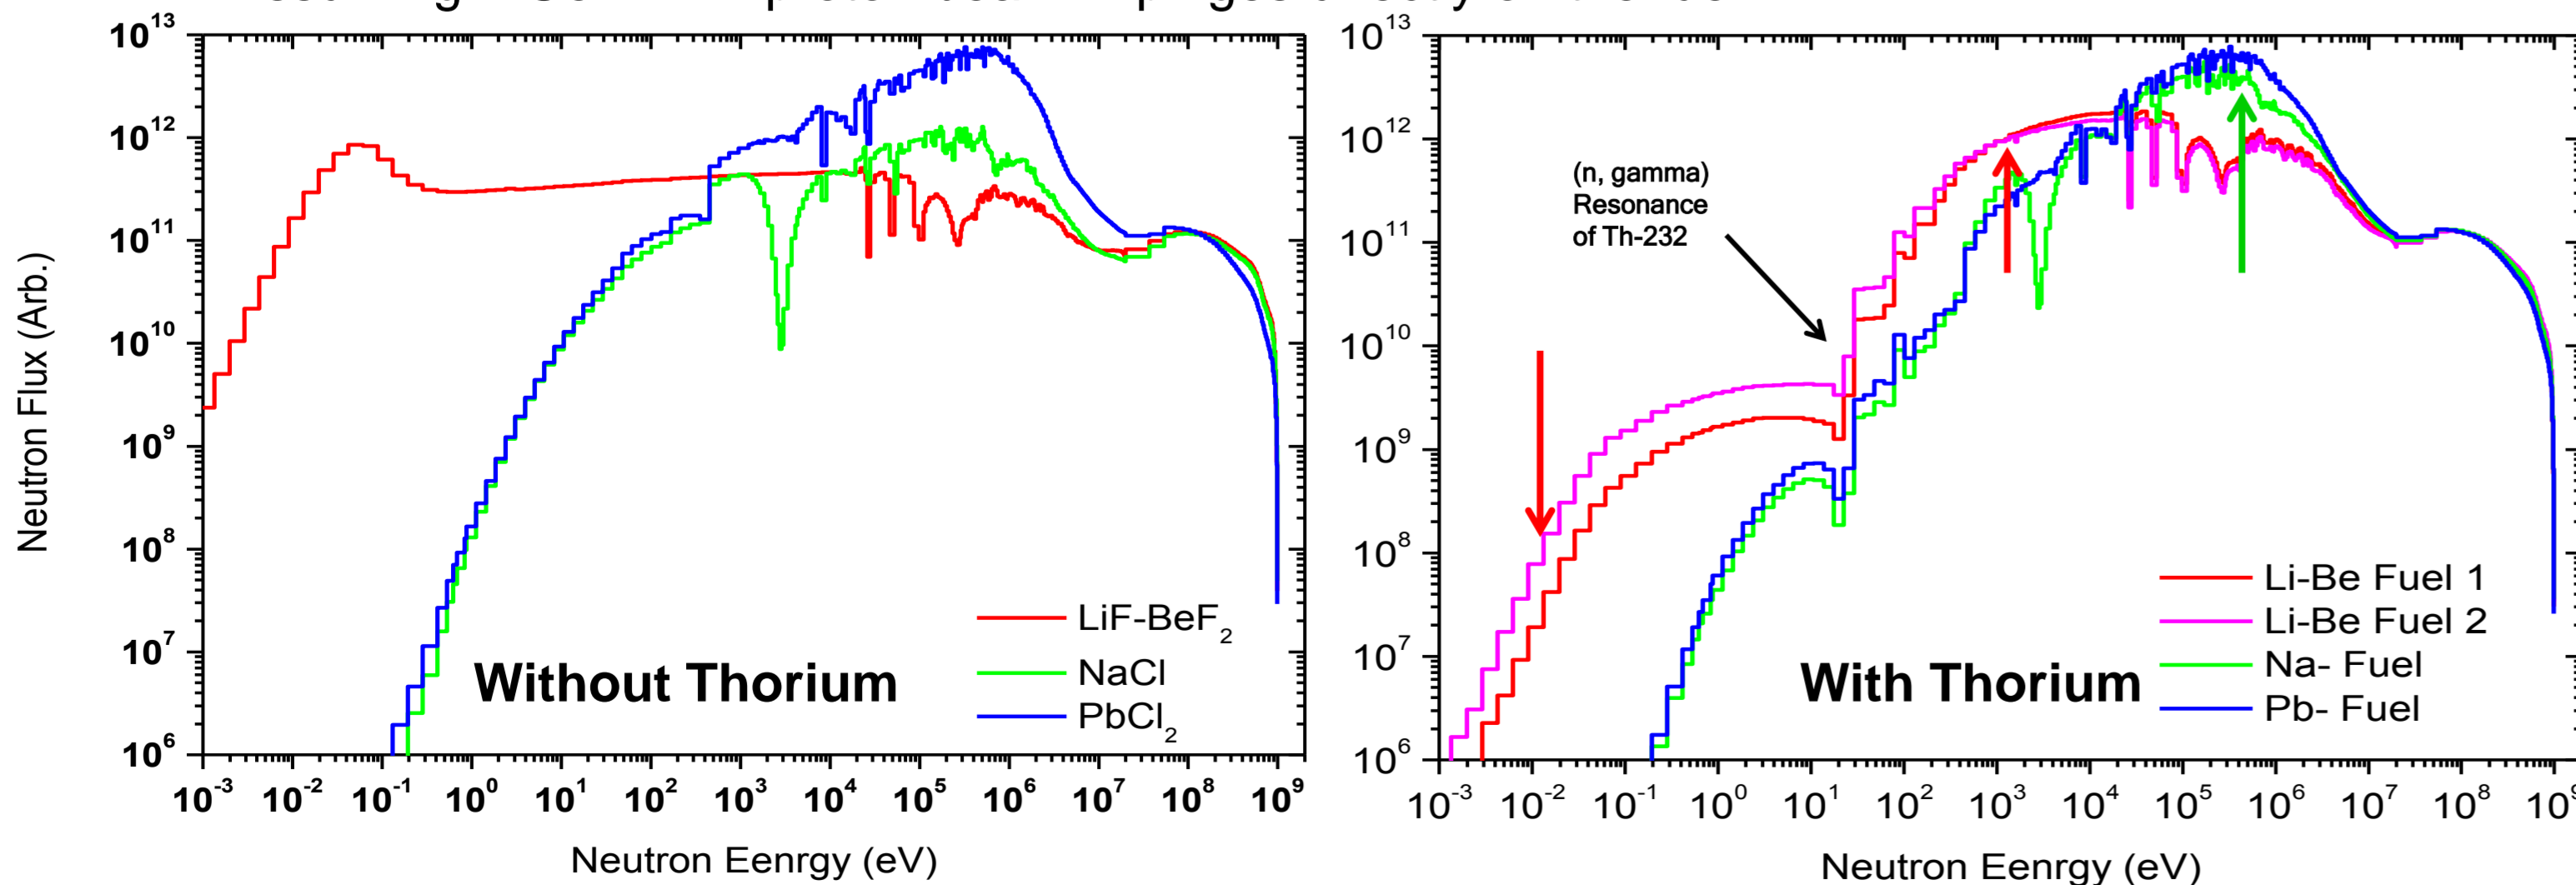 10^13
10^12
10^11
10^10
10^9
10^8
10^7
10^6
Neutron Flux (Arb.)
LiF-BeF2
NaCl
PbCl2
Without Thorium
10^-3 10^-2 10^-1 10^0 10^1 10^2 10^3 10^4 10^5 10^6 10^7 10^8 10^9
Neutron Eenrgy (eV)
10^13
10^12
10^11
10^10
10^9
10^8
10^7
10^6
(n, gamma)
Resonance
of Th-232
Li-Be Fuel 1
Li-Be Fuel 2
Na- Fuel
Pb- Fuel
With Thorium
10^-3 10^-2 10^-1 10^0 10^1 10^2 10^3 10^4 10^5 10^6 10^7 10^8 10^9
Neutron Eenrgy (eV)